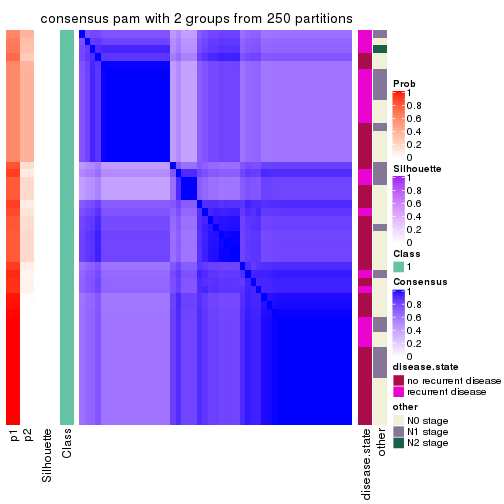 consensus pam with 2 groups from 250 partitions
Prob
1
0.8
0.6
0.4
0.2
0
Silhouette
1
0.8
0.6
0.4
0.2
0
Class
1
Consensus
1
0.8
0.6
0.4
0.2
0
disease.state
no recurrent disease
recurrent disease
other
N0 stage
N1 stage
N2 stage
p1
p2
Silhouette
Class
disease.state
other